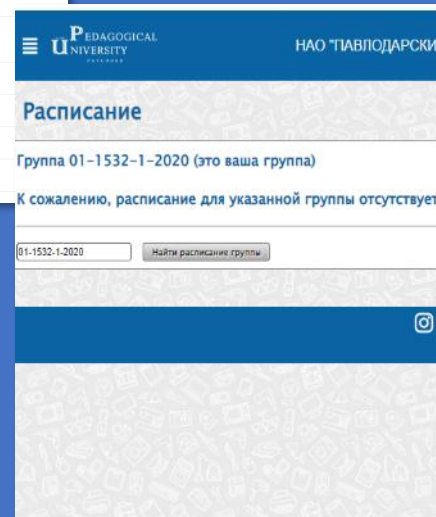 PEDAGOGICAL
UNIVERSITY
НАО "ПАВЛОДАРСКИ
Расписание
Группа 01-1532-1-2020 (это ваша группа)
К сожалению, расписание для указанной группы отсутствует
01-1532-1-2020 Найти расписание группы